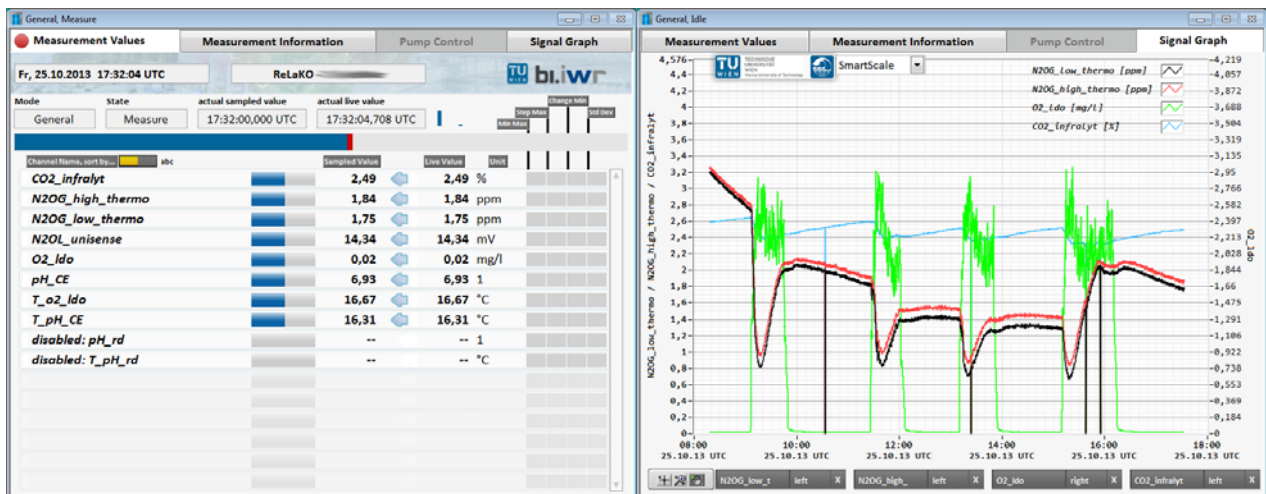 General, Measure
Measurement Values Measurement Information Pump Control Signal Graph
Fr, 25.10.2013 17:32:04 UTC ReLaKO TU WIEN bi.iwr
Mode State actual sampled value actual live value
General Measure 17:32:00,000 UTC 17:32:04,708 UTC
Min Max Step Max Change Min Std Dev
Channel Name, sort by... abc Sampled Value Live Value Unit
CO2_infralyt 2,49 2,49 %
N2OG_high_thermo 1,84 1,84 ppm
N2OG_low_thermo 1,75 1,75 ppm
N2OL_unisense 14,34 14,34 mV
O2_ldo 0,02 0,02 mg/l
pH_CE 6,93 6,93 1
T_o2_ldo 16,67 16,67 °C
T_pH_CE 16,31 16,31 °C
disabled: pH_rd -- -- 1
disabled: T_pH_rd -- -- °C
General, Idle
Measurement Values Measurement Information Pump Control Signal Graph
TU WIEN TECHNISCHE UNIVERSITÄT WIEN Vienna University of Technology SmartScale
N2OG_low_thermo [ppm]
N2OG_high_thermo [ppm]
O2_ldo [mg/l]
CO2_infralyt [%]
N2OG_low_thermo / N2OG_high_thermo / CO2_infralyt
4,576
4,4
4,2
4
3,8
3,6
3,4
3,2
3
2,8
2,6
2,4
2,2
2
1,8
1,6
1,4
1,2
1
0,8
0,6
0,4
0,2
0
4,219
4,057
3,872
3,688
3,504
3,319
3,135
2,95
2,766
2,582
2,397
2,213
2,028
1,844
1,66
1,475
1,291
1,106
0,922
0,738
0,553
0,369
0,184
0
O2_ldo
08:00 10:00 12:00 14:00 16:00 18:00
25.10.13 UTC 25.10.13 UTC 25.10.13 UTC 25.10.13 UTC 25.10.13 UTC 25.10.13 UTC
N2OG_low_t left X N2OG_high_ left X O2_ldo right X CO2_infralyt left X